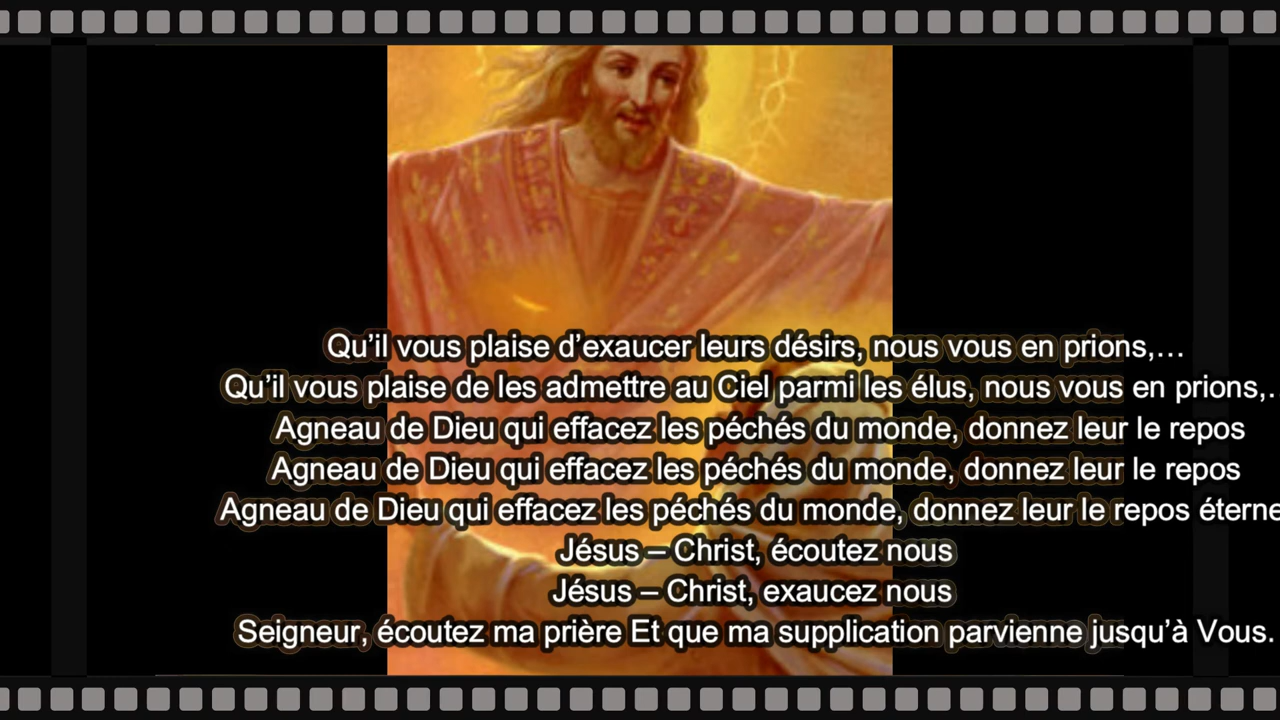 Qu’il vous plaise d’exaucer leurs désirs, nous vous en prions,…
Qu’il vous plaise de les admettre au Ciel parmi les élus, nous vous en prions,.
Agneau de Dieu qui effacez les péchés du monde, donnez leur le repos
Agneau de Dieu qui effacez les péchés du monde, donnez leur le repos
Agneau de Dieu qui effacez les péchés du monde, donnez leur le repos éterne
Jésus – Christ, écoutez nous
Jésus – Christ, exaucez nous
Seigneur, écoutez ma prière Et que ma supplication parvienne jusqu’à Vous.